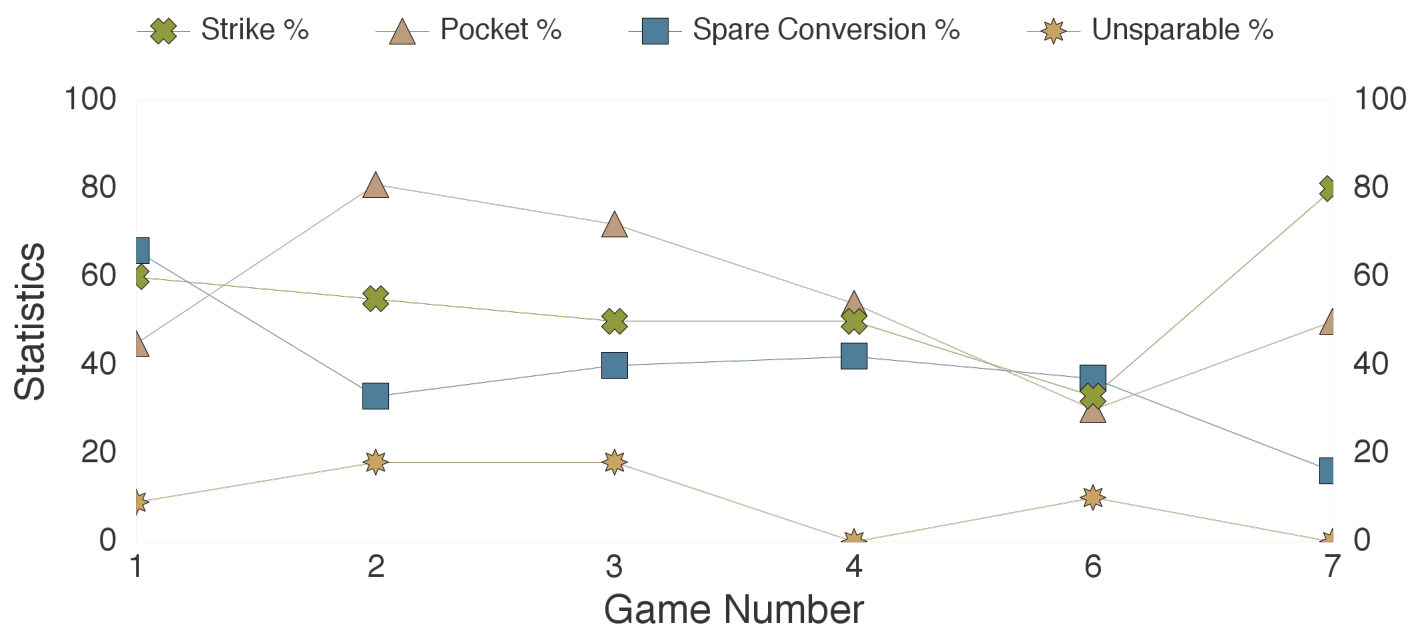 Strike % Pocket % Spare Conversion % Unsparable %
100 100
80 80
60 60
40 40
20 20
0 0
Statistics
1 2 3 4 6 7
Game Number